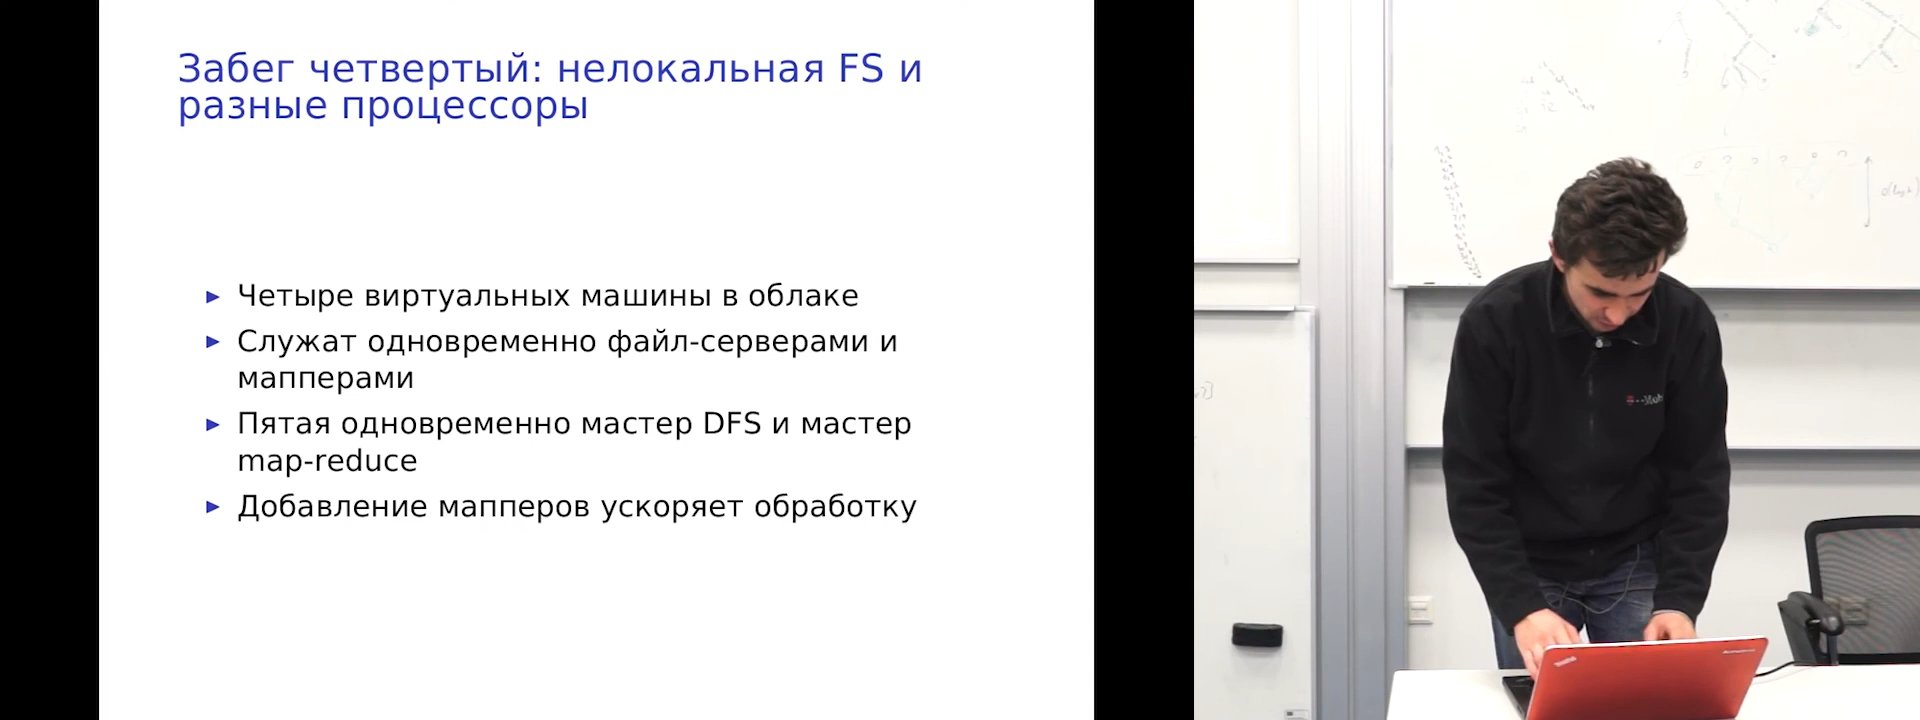 Забег четвертый: нелокальная FS и
разные процессоры
Четыре виртуальных машины в облаке
Служат одновременно файл-серверами и
мапперами
Пятая одновременно мастер DFS и мастер
map-reduce
Добавление мапперов ускоряет обработку